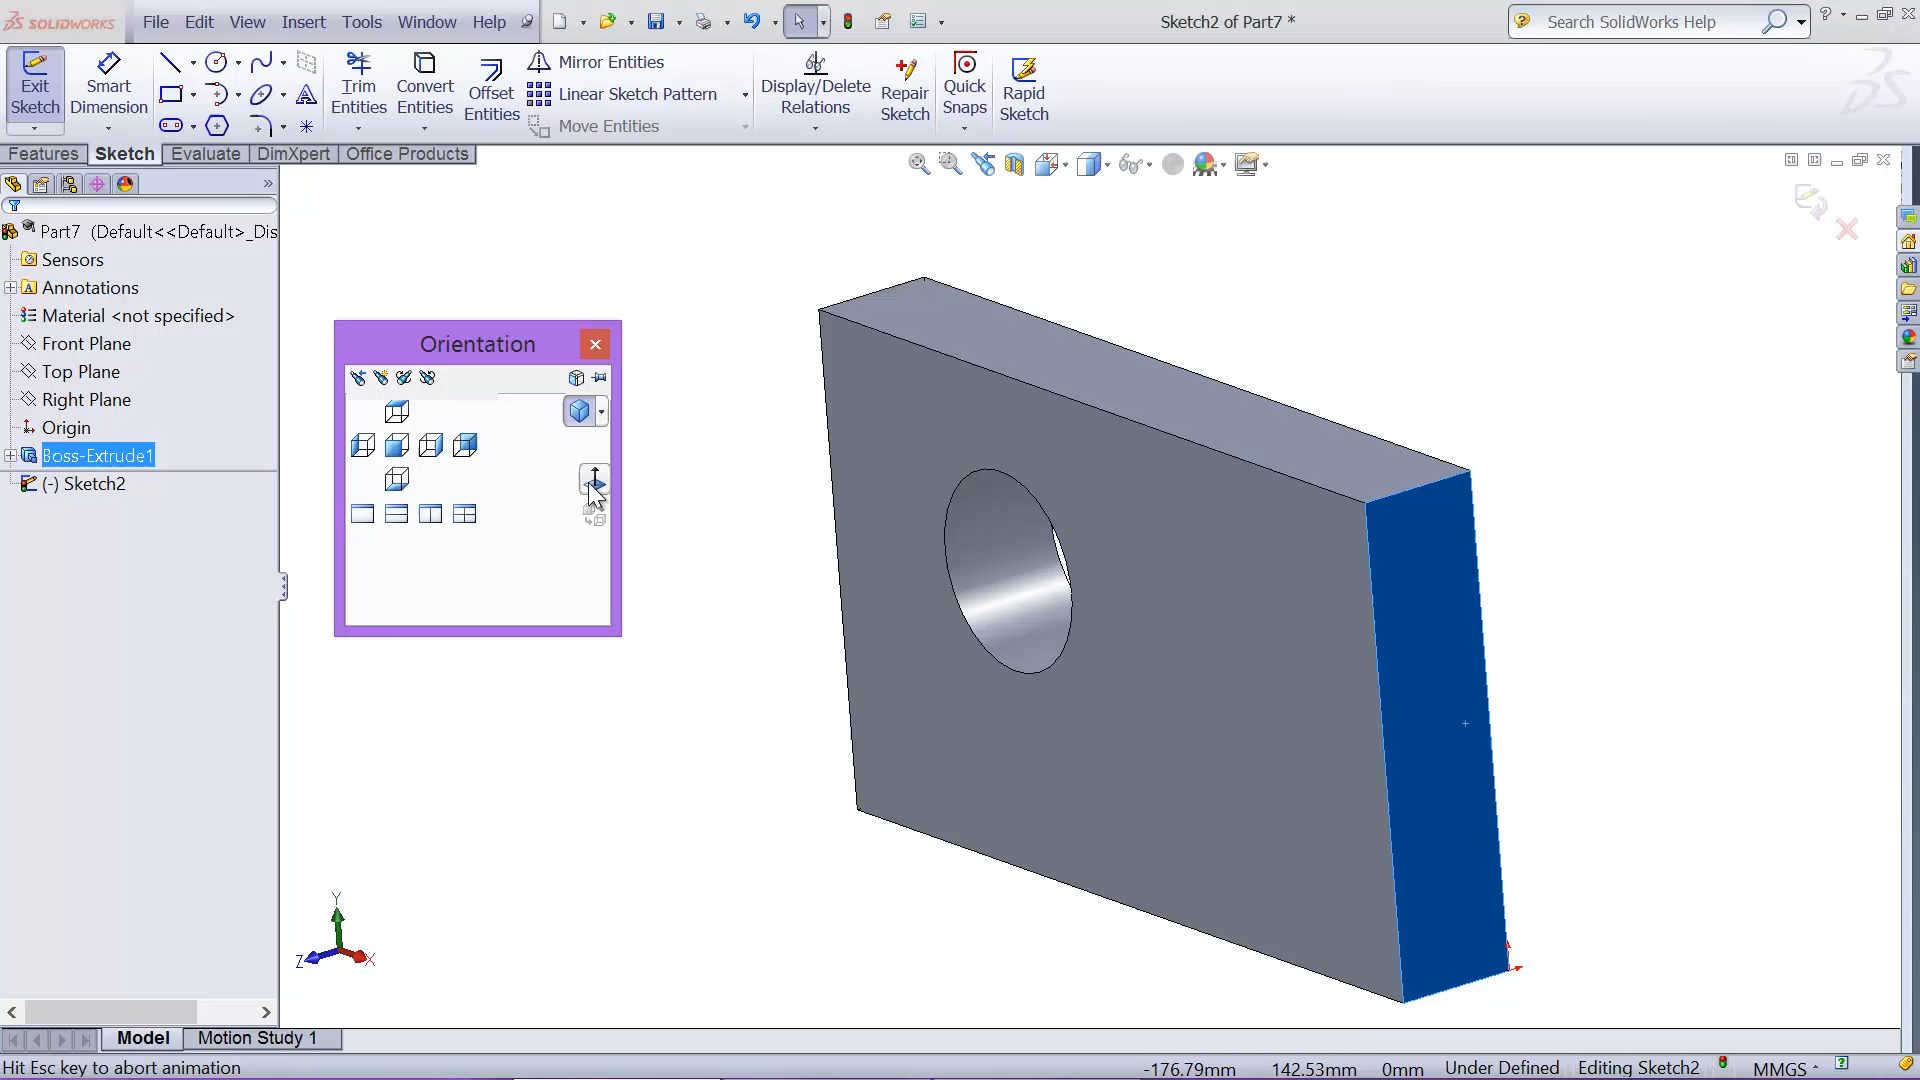 SOLIDWORKS File Edit View Insert Tools Window Help Sketch2 of Part7 * Search SolidWorks Help ?
Exit Sketch
Smart Dimension
Trim Entities
Convert Entities
Offset Entities
Mirror Entities
Linear Sketch Pattern
Move Entities
Display/Delete Relations
Repair Sketch
Quick Snaps
Rapid Sketch
Features Sketch Evaluate DimXpert Office Products
Part7 (Default<<Default>_Dis
Sensors
Annotations
Material <not specified>
Front Plane
Top Plane
Right Plane
Origin
Boss-Extrude1
(-) Sketch2
Orientation
Y
Z X
Model Motion Study 1
Hit Esc key to abort animation -176.79mm 142.53mm 0mm Under Defined Editing Sketch2 MMGS